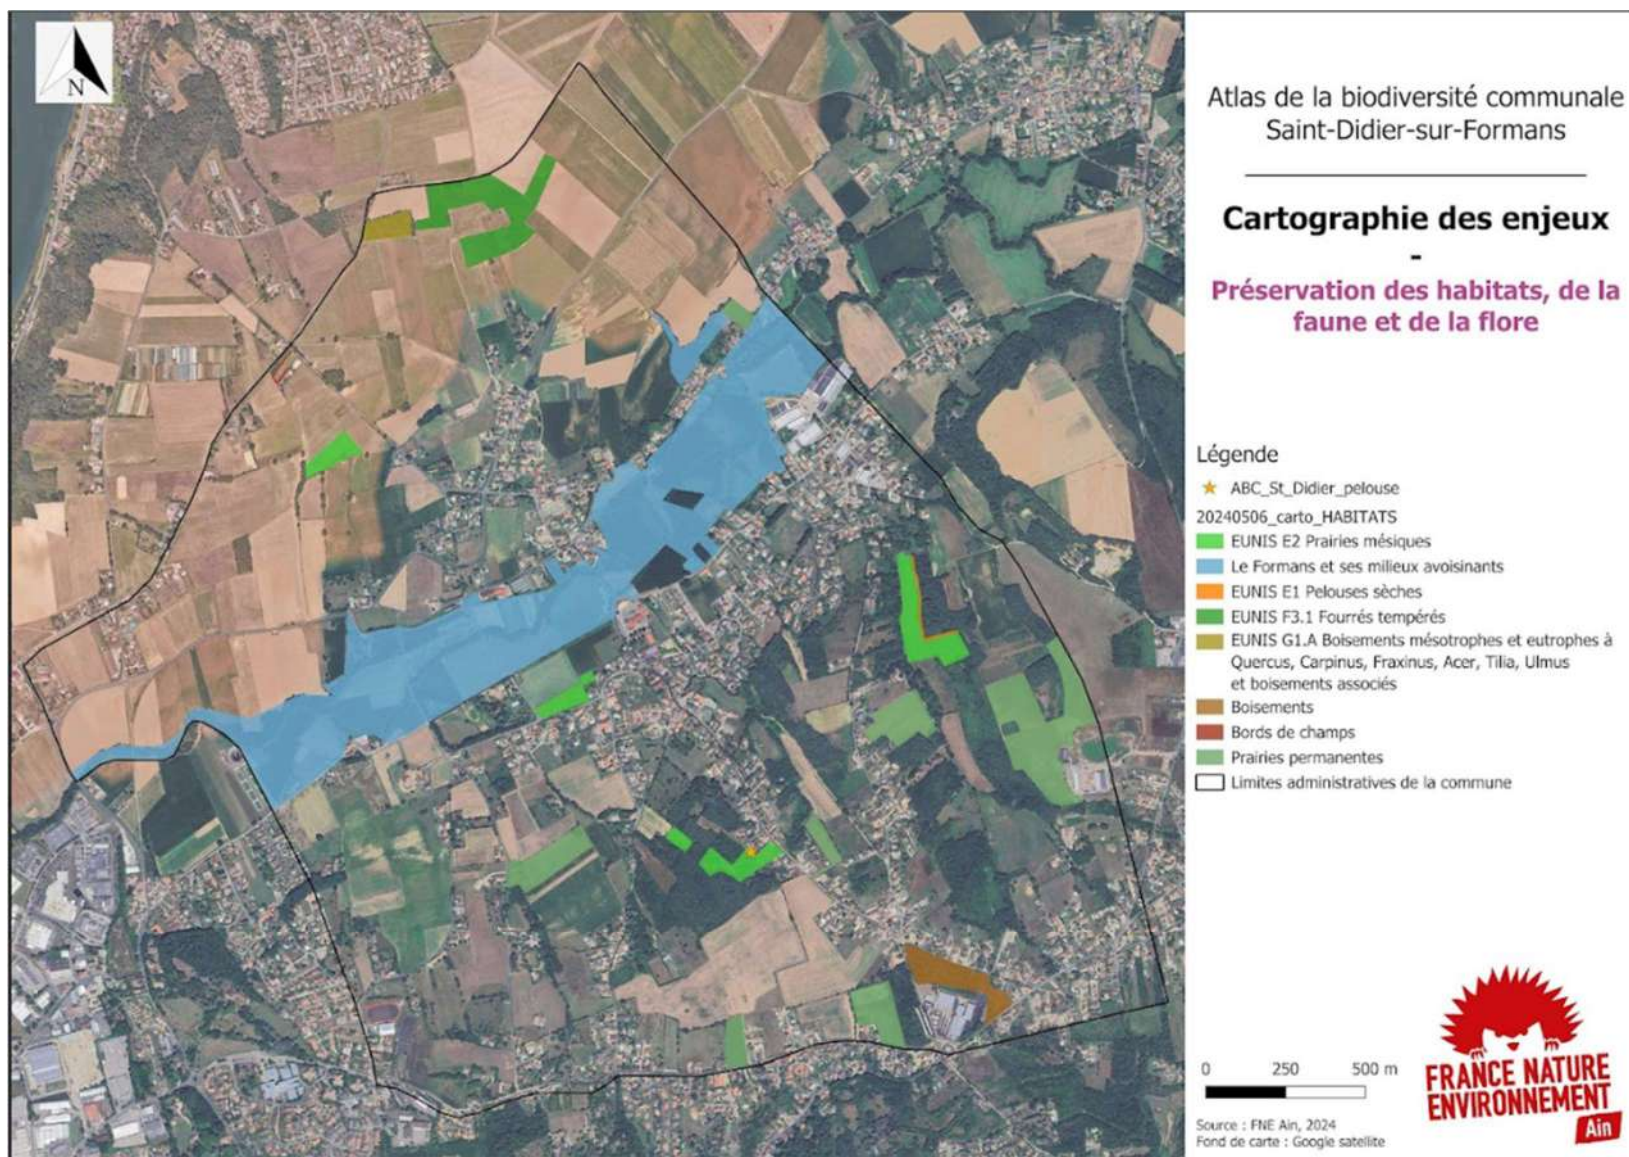 N
Atlas de la biodiversité communale
Saint-Didier-sur-Formans
Cartographie des enjeux
-
Préservation des habitats, de la
faune et de la flore
Légende
ABC_St_Didier_pelouse
20240506_carto_HABITATS
EUNIS E2 Prairies mésiques
Le Formans et ses milieux avoisinants
EUNIS E1 Pelouses sèches
EUNIS F3.1 Fourrés tempérés
EUNIS G1.A Boisements mésotrophes et eutrophes à
Quercus, Carpinus, Fraxinus, Acer, Tilia, Ulmus
et boisements associés
Boisements
Bords de champs
Prairies permanentes
Limites administratives de la commune
0 250 500 m
Source : FNE Ain, 2024
Fond de carte : Google satellite
FRANCE NATURE
ENVIRONNEMENT
Ain